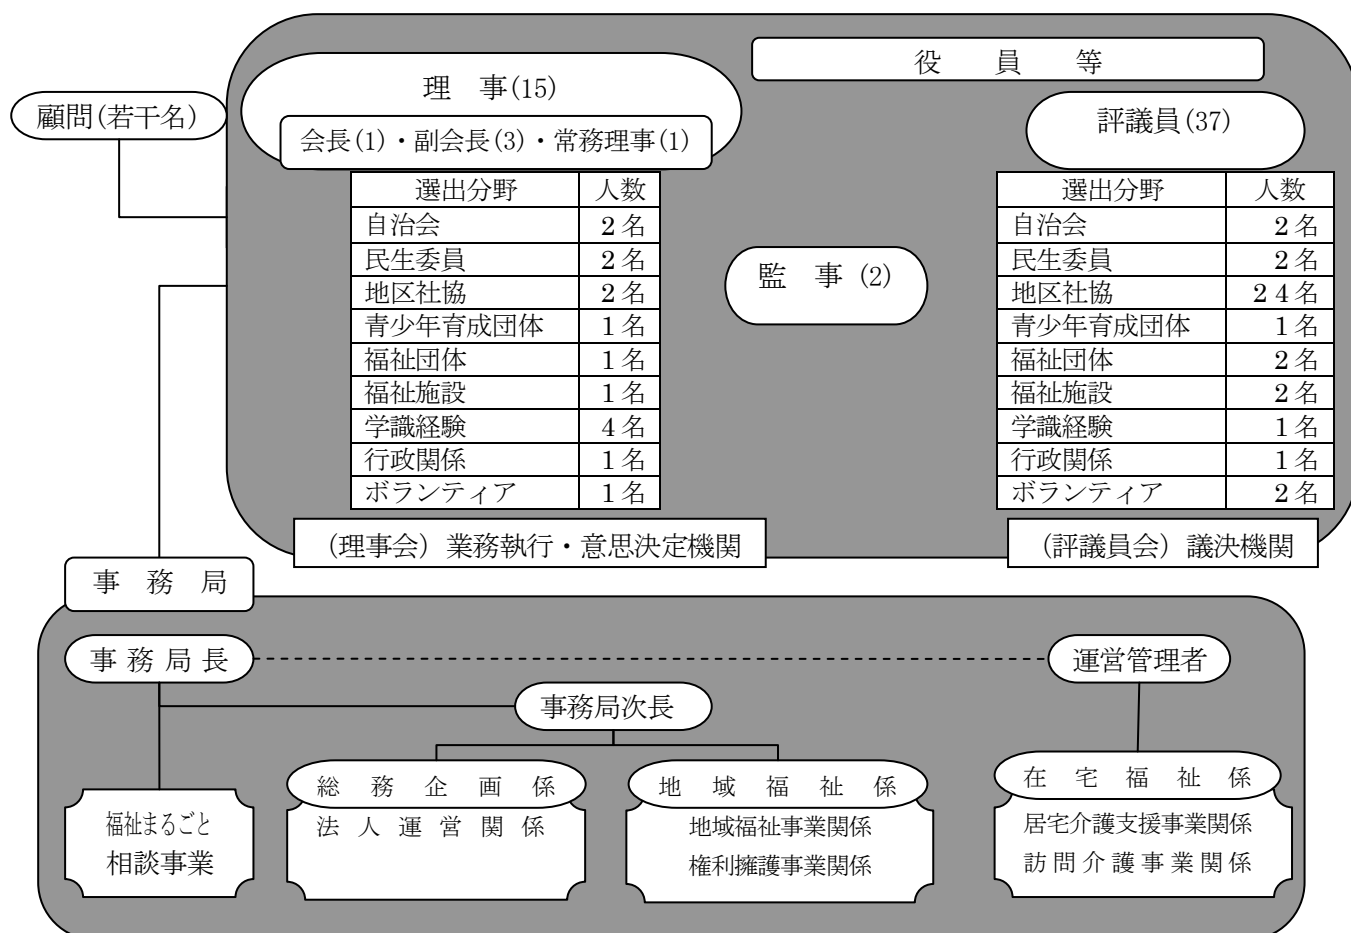 役員等
理事(15)
顧問(若干名)
会長(1)・副会長(3)・常務理事(1)
評議員(37)
選出分野 人数
自治会 2名
民生委員 2名
地区社協 2名
青少年育成団体 1名
福祉団体 1名
福祉施設 1名
学識経験 4名
行政関係 1名
ボランティア 1名
監事(2)
選出分野 人数
自治会 2名
民生委員 2名
地区社協 24名
青少年育成団体 1名
福祉団体 2名
福祉施設 2名
学識経験 1名
行政関係 1名
ボランティア 2名
(理事会)業務執行・意思決定機関
(評議員会)議決機関
事務局
事務局長
運営管理者
事務局次長
総務企画係
地域福祉係
在宅福祉係
福祉まるごと
相談事業
法人運営関係
地域福祉事業関係
権利擁護事業関係
居宅介護支援事業関係
訪問介護事業関係